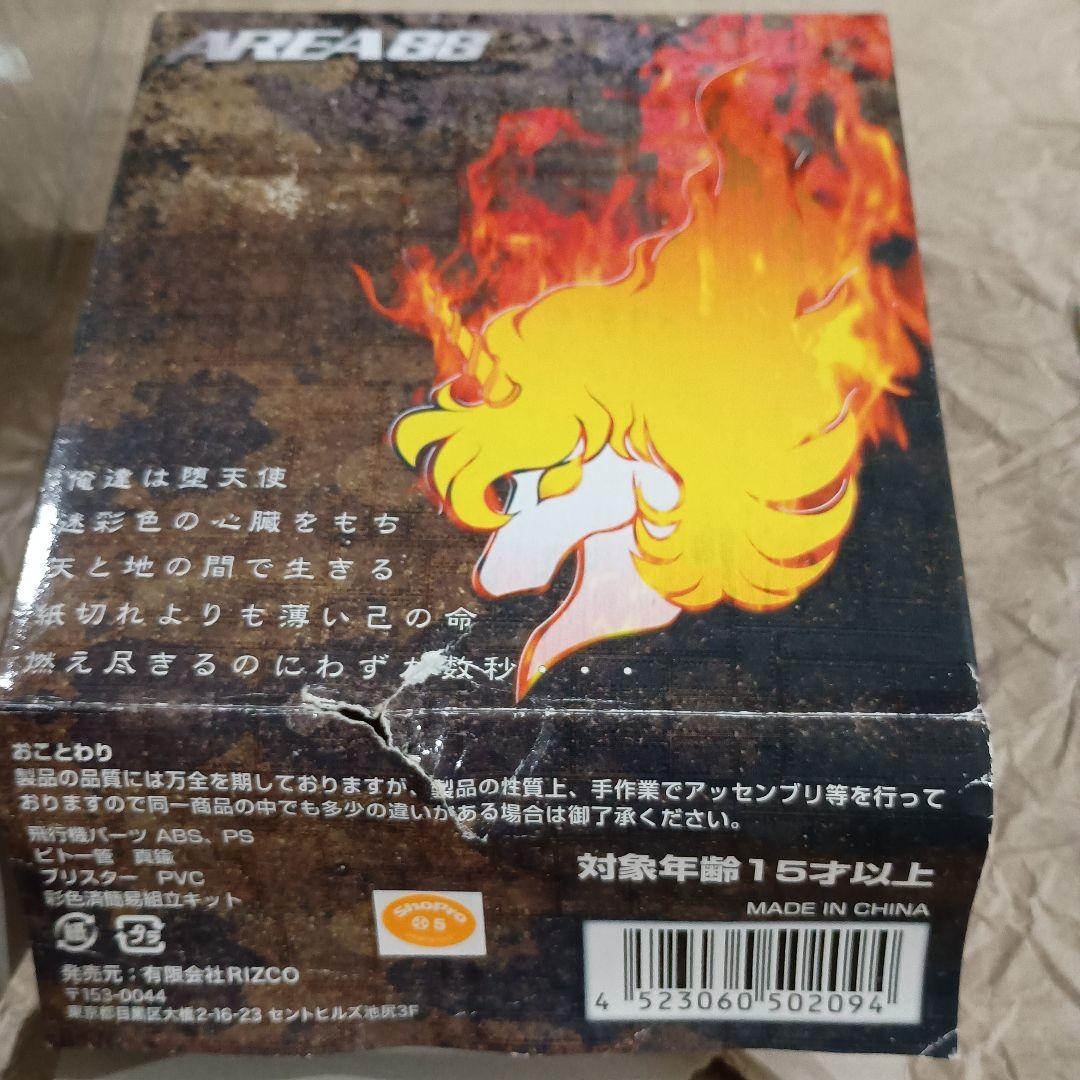 AREA88
俺達は堕天使
迷彩色の心臓をもち
天と地の間で生きる
紙切れよりも薄い己の命
燃え尽きるのにわずか数秒・・・
おことわり
製品の品質には万全を期しておりますが、製品の性質上、手作業でアッセンブリ等を行って
おりますので同一商品の中でも多少の違いがある場合は御了承ください。
飛行機パーツ ABS、PS
ピトー管 真鍮
ブリスター PVC
彩色済簡易組立キット
対象年齢15才以上
MADE IN CHINA
ShoPro
5
紙
プラ
発売元：有限会社RIZCO
〒153-0044
東京都目黒区大橋2-16-23 セントヒルズ池尻3F
4 523060 502094